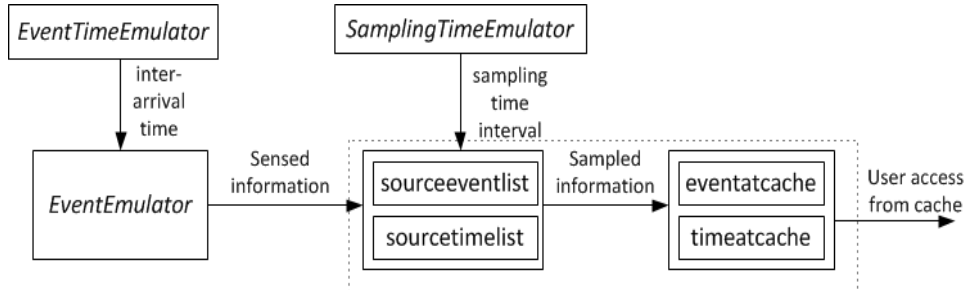 EventTimeEmulator
SamplingTimeEmulator
inter-
arrival
time
sampling
time
interval
EventEmulator
Sensed
information
sourceeventlist
sourcetimelist
Sampled
information
eventatcache
timeatcache
User access
from cache